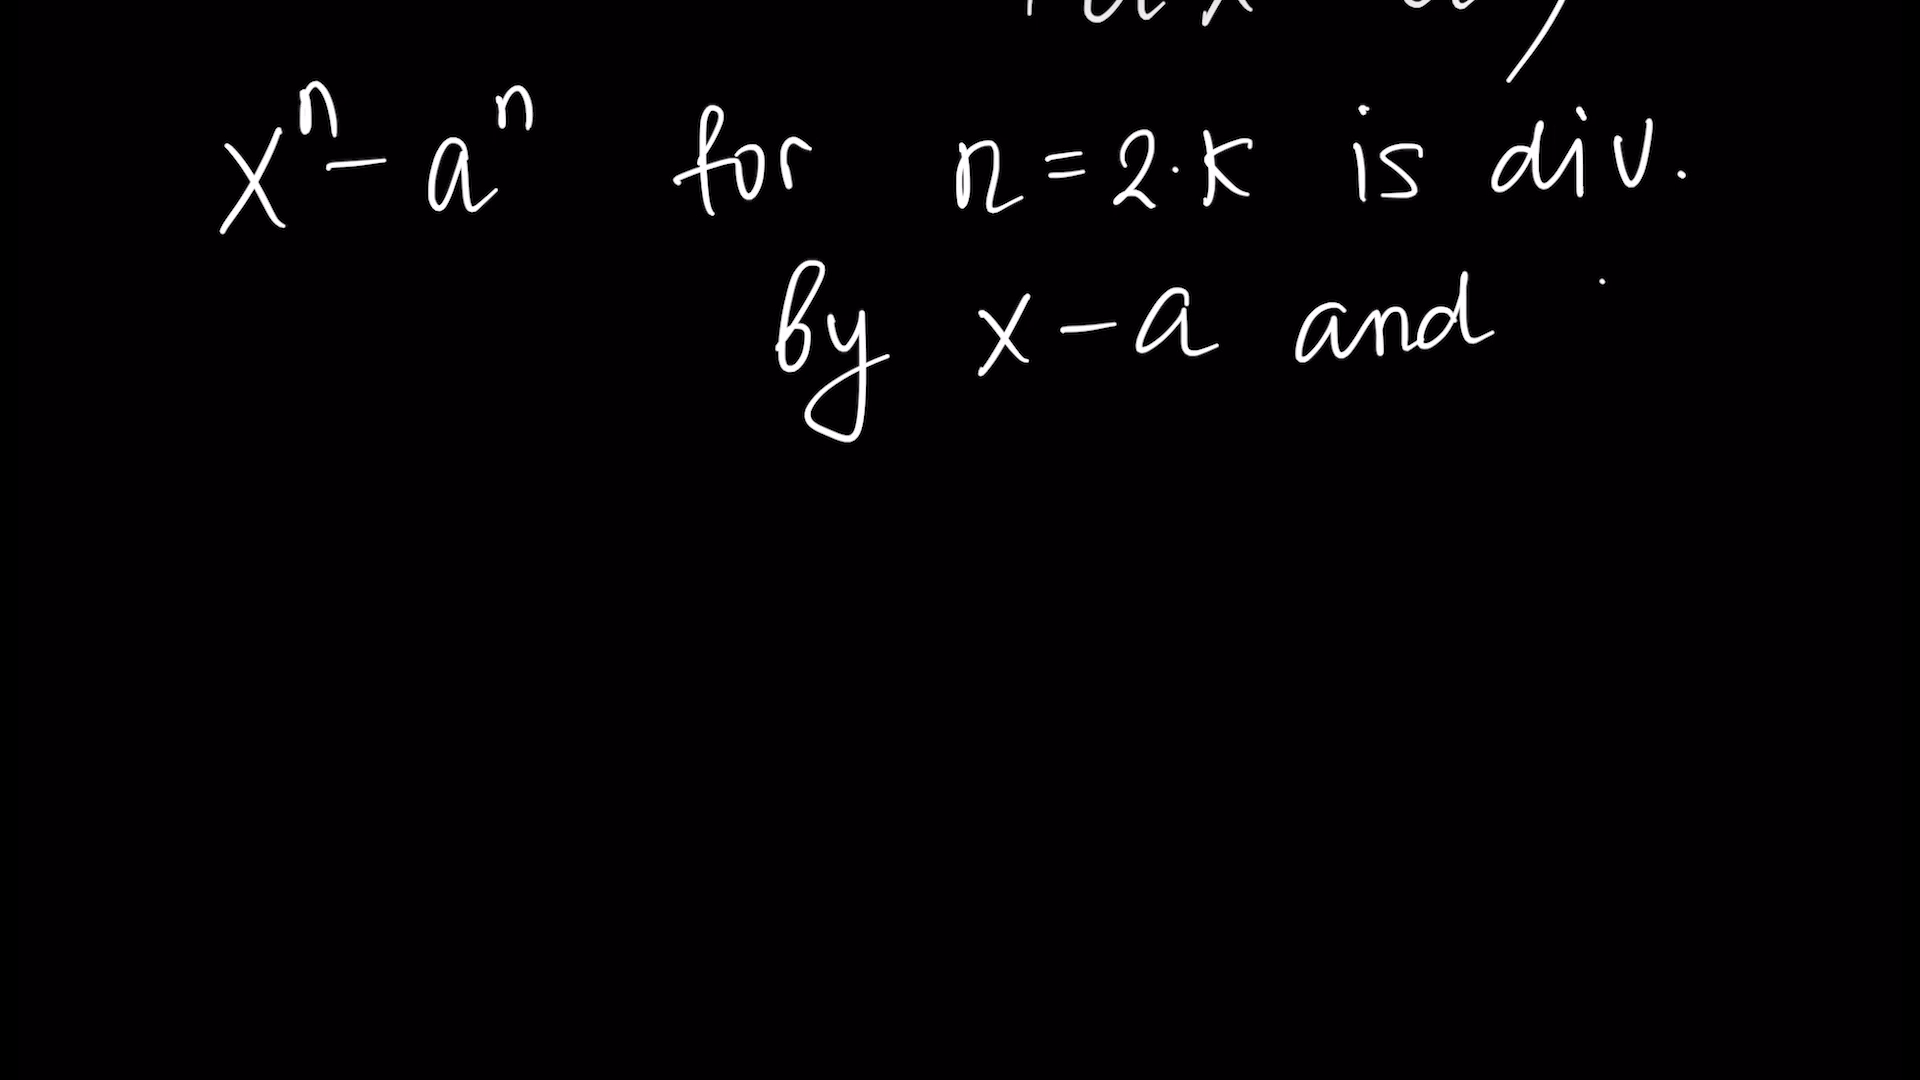 xⁿ - aⁿ for n = 2·k is div.
by x - a and